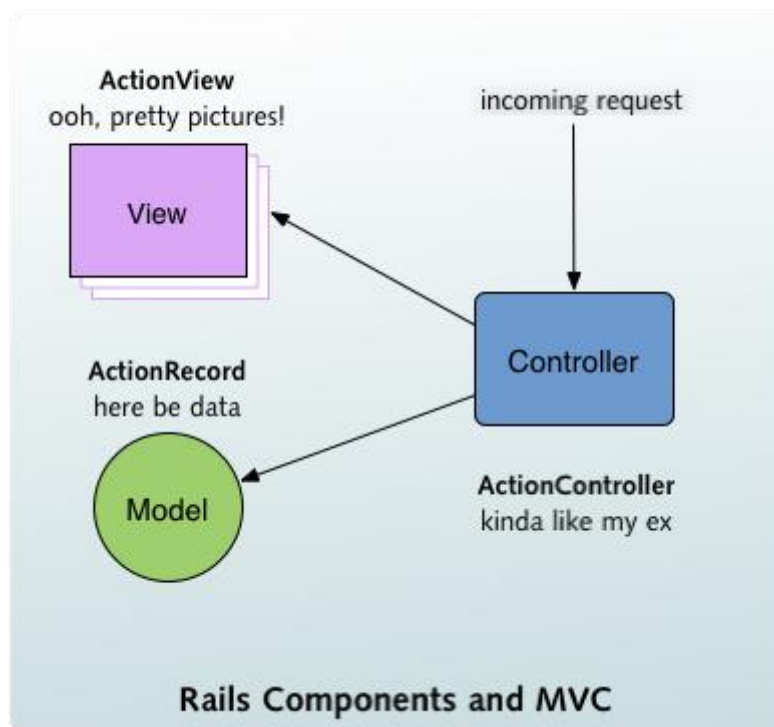 ActionView
ooh, pretty pictures!
View
incoming request
Controller
ActionRecord
here be data
Model
ActionController
kinda like my ex
Rails Components and MVC